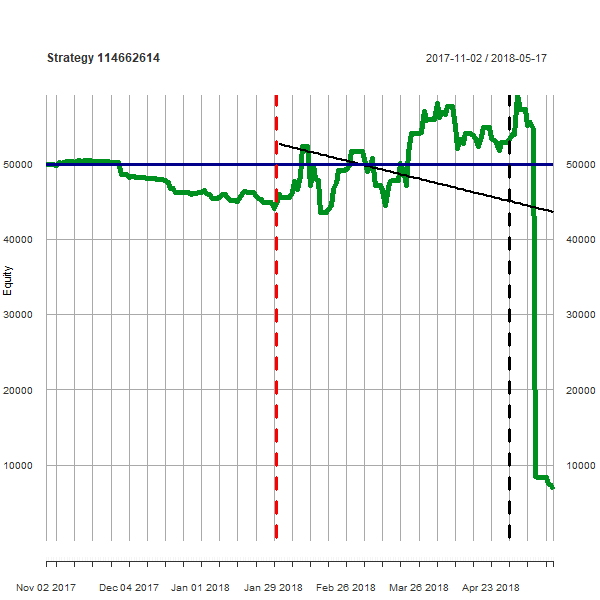 Strategy 114662614
2017-11-02 / 2018-05-17
50000
50000
40000
40000
Equity
30000
30000
20000
20000
10000
10000
Nov 02 2017
Dec 04 2017
Jan 01 2018
Jan 29 2018
Feb 26 2018
Mar 26 2018
Apr 23 2018